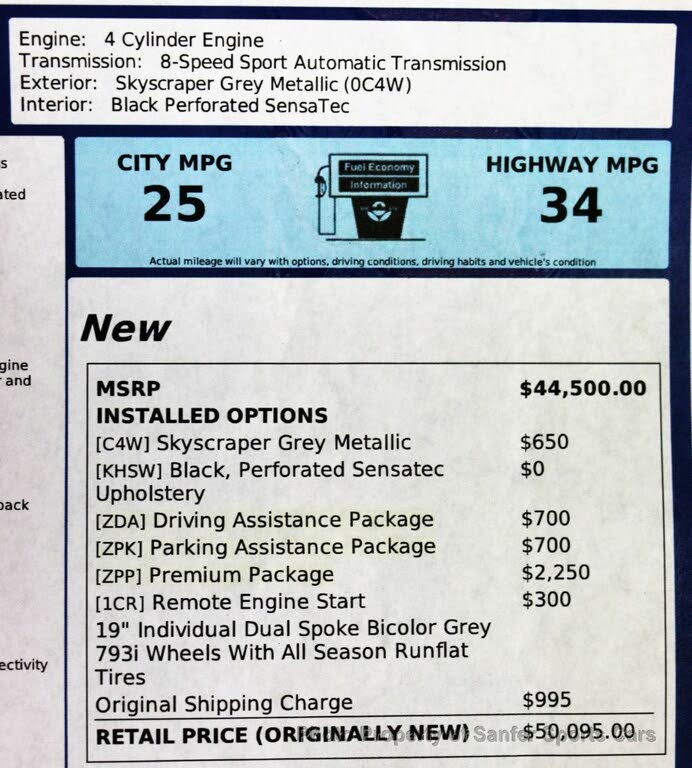 Engine: 4 Cylinder Engine
Transmission: 8-Speed Sport Automatic Transmission
Exterior: Skyscraper Grey Metallic (0C4W)
Interior: Black Perforated SensaTec
s
ated
gine
and
back
ectivity
CITY MPG
25
Fuel Economy
Information
HIGHWAY MPG
34
Actual mileage will vary with options, driving conditions, driving habits and vehicle's condition
New
MSRP $44,500.00
INSTALLED OPTIONS
[C4W] Skyscraper Grey Metallic $650
[KHSW] Black, Perforated Sensatec $0
Upholstery
[ZDA] Driving Assistance Package $700
[ZPK] Parking Assistance Package $700
[ZPP] Premium Package $2,250
[1CR] Remote Engine Start $300
19" Individual Dual Spoke Bicolor Grey
793i Wheels With All Season Runflat
Tires
Original Shipping Charge $995
RETAIL PRICE (ORIGINALLY NEW) $50,095.00
Photo Property of Sanfer Sports Cars